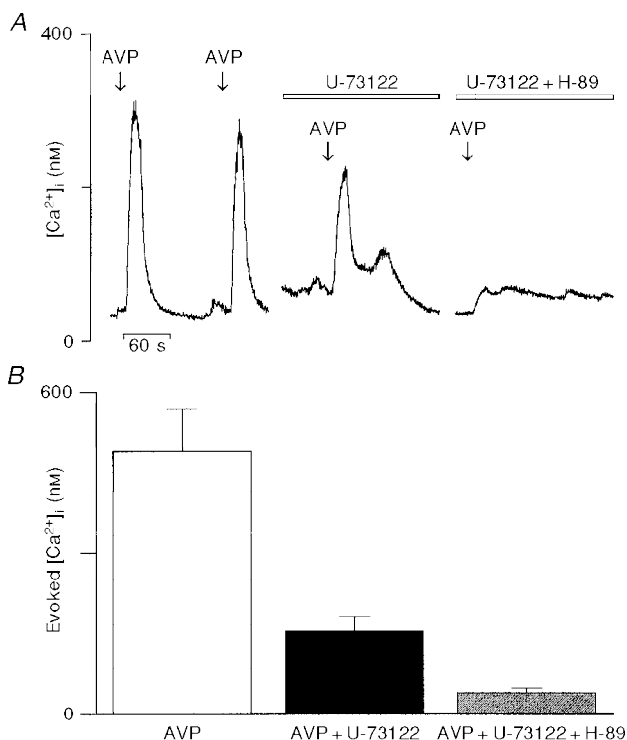 A
400
AVP
AVP
U-73122
U-73122 + H-89
AVP
AVP
[Ca²⁺]ᵢ (nM)
0
60 s
B
600
Evoked [Ca²⁺]ᵢ (nM)
0
AVP
AVP + U-73122
AVP + U-73122 + H-89